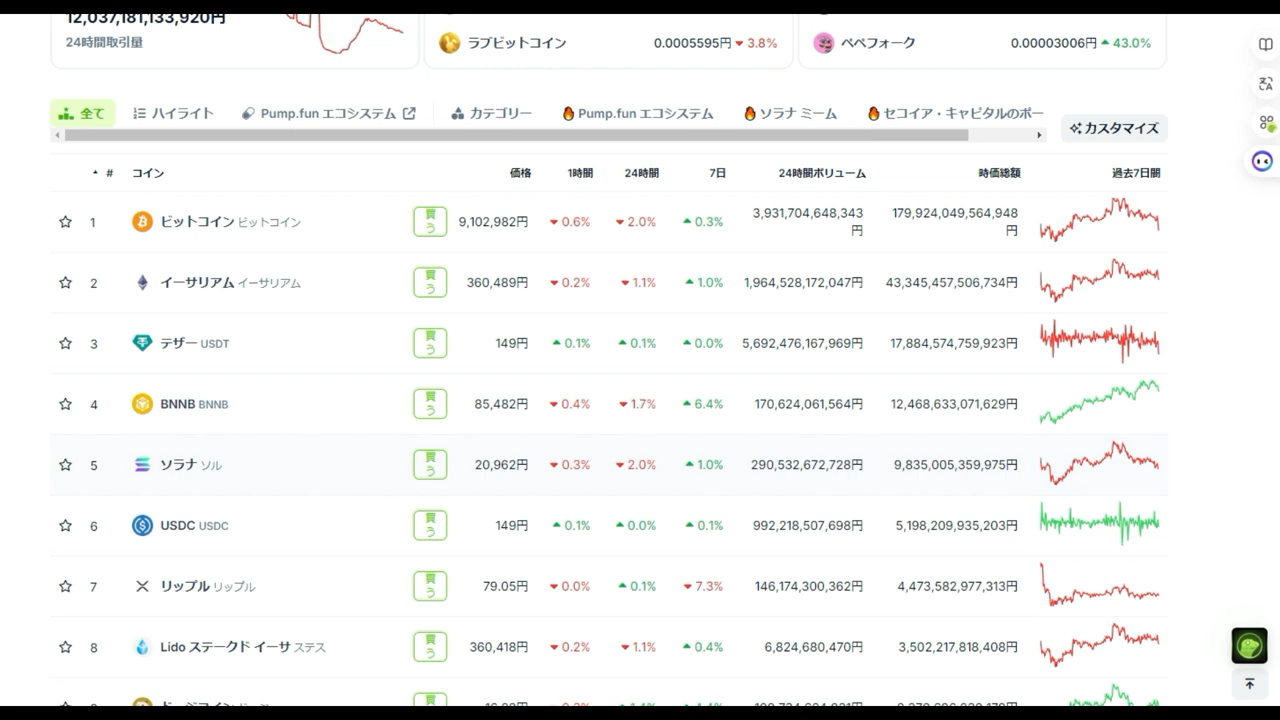 12,037,181,133,920円
24時間取引量
ラブビットコイン 0.0005595円 3.8%
ペペフォーク 0.00003006円 43.0%
全て ハイライト Pump.fun エコシステム カテゴリー Pump.fun エコシステム ソラナ ミーム セコイア・キャピタルのポー
カスタマイズ
# コイン 価格 1時間 24時間 7日 24時間ボリューム 時価総額 過去7日間
1 ビットコイン ビットコイン 買う 9,102,982円 0.6% 2.0% 0.3% 3,931,704,648,343円 179,924,049,564,948円
2 イーサリアム イーサリアム 買う 360,489円 0.2% 1.1% 1.0% 1,964,528,172,047円 43,345,457,506,734円
3 テザー USDT 買う 149円 0.1% 0.1% 0.0% 5,692,476,167,969円 17,884,574,759,923円
4 BNNB BNNB 買う 85,482円 0.4% 1.7% 6.4% 170,624,061,564円 12,468,633,071,629円
5 ソラナ ソル 買う 20,962円 0.3% 2.0% 1.0% 290,532,672,728円 9,835,005,359,975円
6 USDC USDC 買う 149円 0.1% 0.0% 0.1% 992,218,507,698円 5,198,209,935,203円
7 リップル リップル 買う 79.05円 0.0% 0.1% 7.3% 146,174,300,362円 4,473,582,977,313円
8 Lido ステークド イーサ ステス 買う 360,418円 0.2% 1.1% 0.4% 6,824,680,470円 3,502,217,818,408円